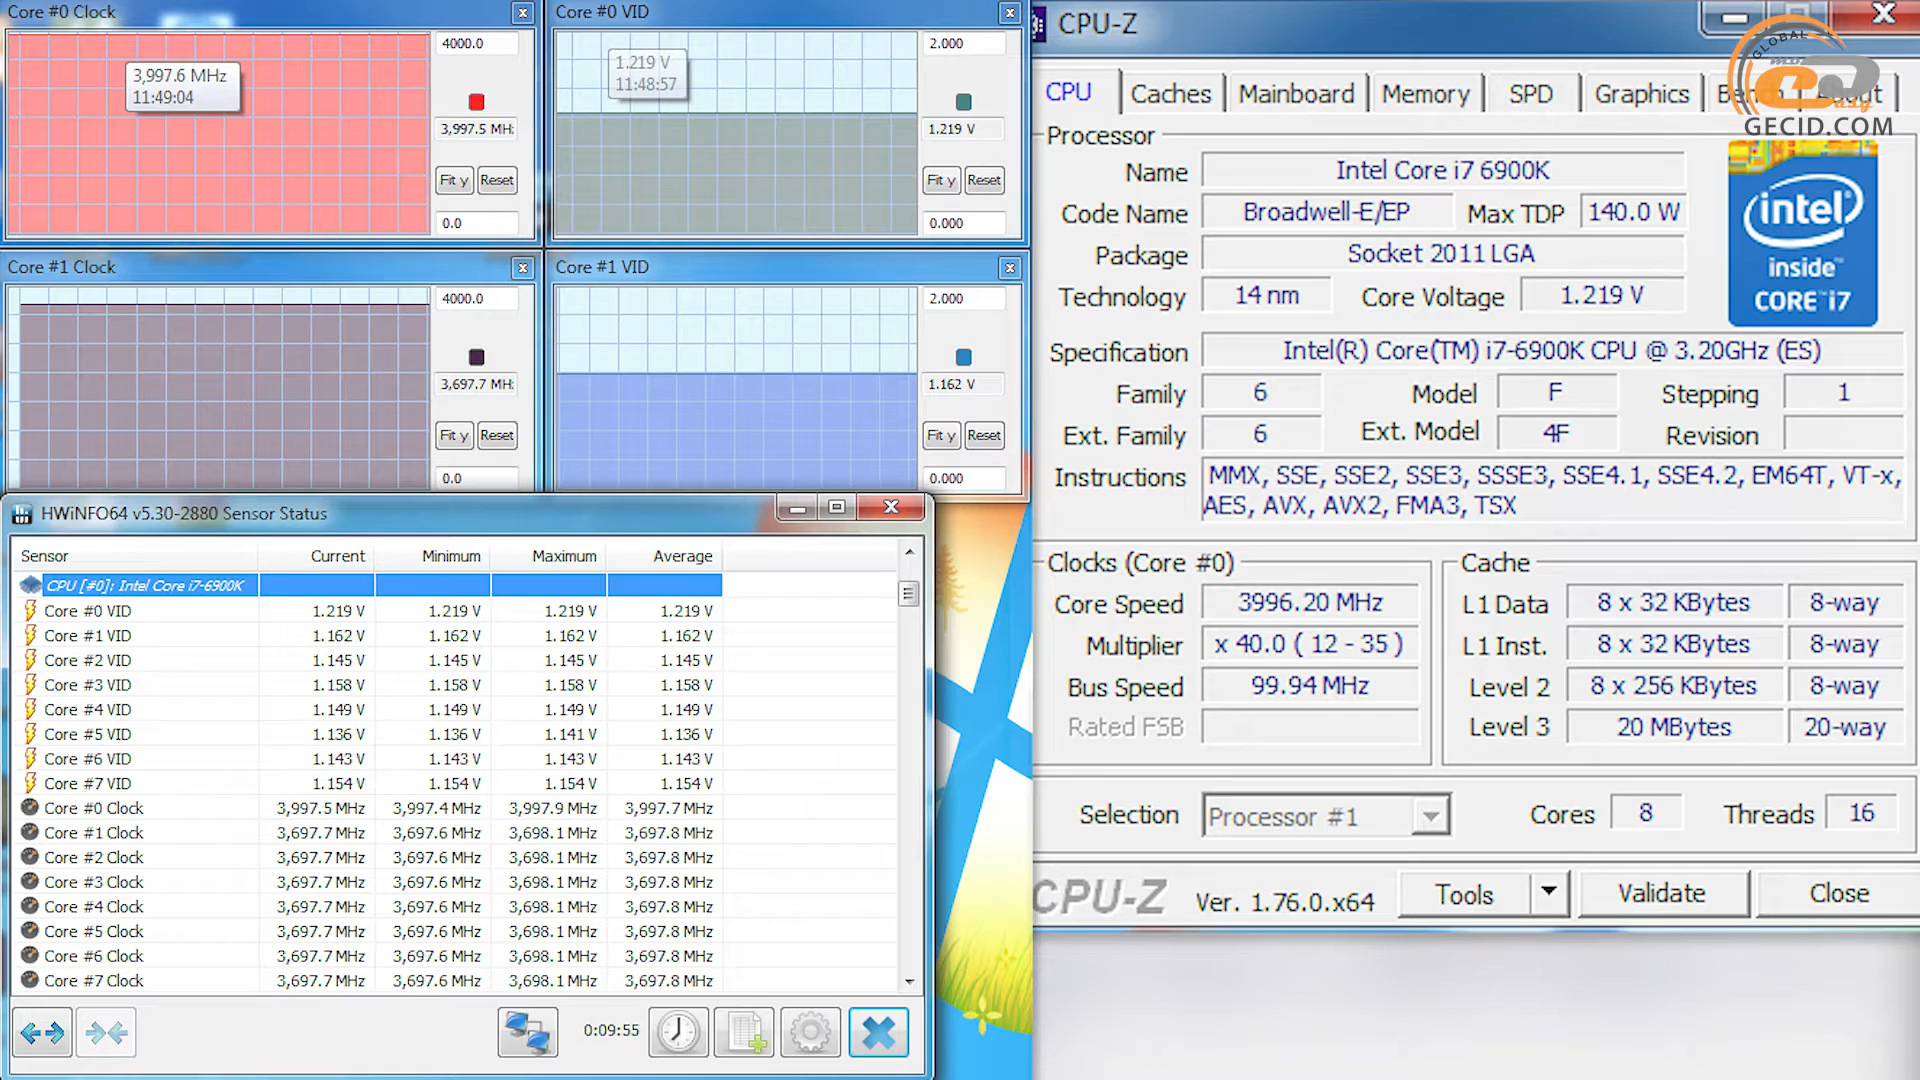 Core #0 Clock
4000.0
3,997.6 MHz
11:49:04
3,997.5 MH:
Fit y Reset
0.0
Core #0 VID
2.000
1.219 V
11:48:57
1.219 V
Fit y Reset
0.000
Core #1 Clock
4000.0
3,697.7 MH:
Fit y Reset
0.0
Core #1 VID
2.000
1.162 V
Fit y Reset
0.000
HWiNFO64 v5.30-2880 Sensor Status
Sensor Current Minimum Maximum Average
CPU [#0]: Intel Core i7-6900K
Core #0 VID 1.219 V 1.219 V 1.219 V 1.219 V
Core #1 VID 1.162 V 1.162 V 1.162 V 1.162 V
Core #2 VID 1.145 V 1.145 V 1.145 V 1.145 V
Core #3 VID 1.158 V 1.158 V 1.158 V 1.158 V
Core #4 VID 1.149 V 1.149 V 1.149 V 1.149 V
Core #5 VID 1.136 V 1.136 V 1.141 V 1.136 V
Core #6 VID 1.143 V 1.143 V 1.143 V 1.143 V
Core #7 VID 1.154 V 1.154 V 1.154 V 1.154 V
Core #0 Clock 3,997.5 MHz 3,997.4 MHz 3,997.9 MHz 3,997.7 MHz
Core #1 Clock 3,697.7 MHz 3,697.6 MHz 3,698.1 MHz 3,697.8 MHz
Core #2 Clock 3,697.7 MHz 3,697.6 MHz 3,698.1 MHz 3,697.8 MHz
Core #3 Clock 3,697.7 MHz 3,697.6 MHz 3,698.1 MHz 3,697.8 MHz
Core #4 Clock 3,697.7 MHz 3,697.6 MHz 3,698.1 MHz 3,697.8 MHz
Core #5 Clock 3,697.7 MHz 3,697.6 MHz 3,698.1 MHz 3,697.8 MHz
Core #6 Clock 3,697.7 MHz 3,697.6 MHz 3,698.1 MHz 3,697.8 MHz
Core #7 Clock 3,697.7 MHz 3,697.6 MHz 3,698.1 MHz 3,697.8 MHz
0:09:55
CPU-Z
CPU Caches Mainboard Memory SPD Graphics
GLOBAL
GECID.COM
Processor
Name Intel Core i7 6900K
Code Name Broadwell-E/EP Max TDP 140.0 W
Package Socket 2011 LGA
Technology 14 nm Core Voltage 1.219 V
intel
inside™
CORE™ i7
Specification Intel(R) Core(TM) i7-6900K CPU @ 3.20GHz (ES)
Family 6 Model F Stepping 1
Ext. Family 6 Ext. Model 4F Revision
Instructions MMX, SSE, SSE2, SSE3, SSSE3, SSE4.1, SSE4.2, EM64T, VT-x,
AES, AVX, AVX2, FMA3, TSX
Clocks (Core #0)
Core Speed 3996.20 MHz
Multiplier x 40.0 ( 12 - 35 )
Bus Speed 99.94 MHz
Rated FSB
Cache
L1 Data 8 x 32 KBytes 8-way
L1 Inst. 8 x 32 KBytes 8-way
Level 2 8 x 256 KBytes 8-way
Level 3 20 MBytes 20-way
Selection Processor #1 Cores 8 Threads 16
CPU-Z Ver. 1.76.0.x64 Tools Validate Close